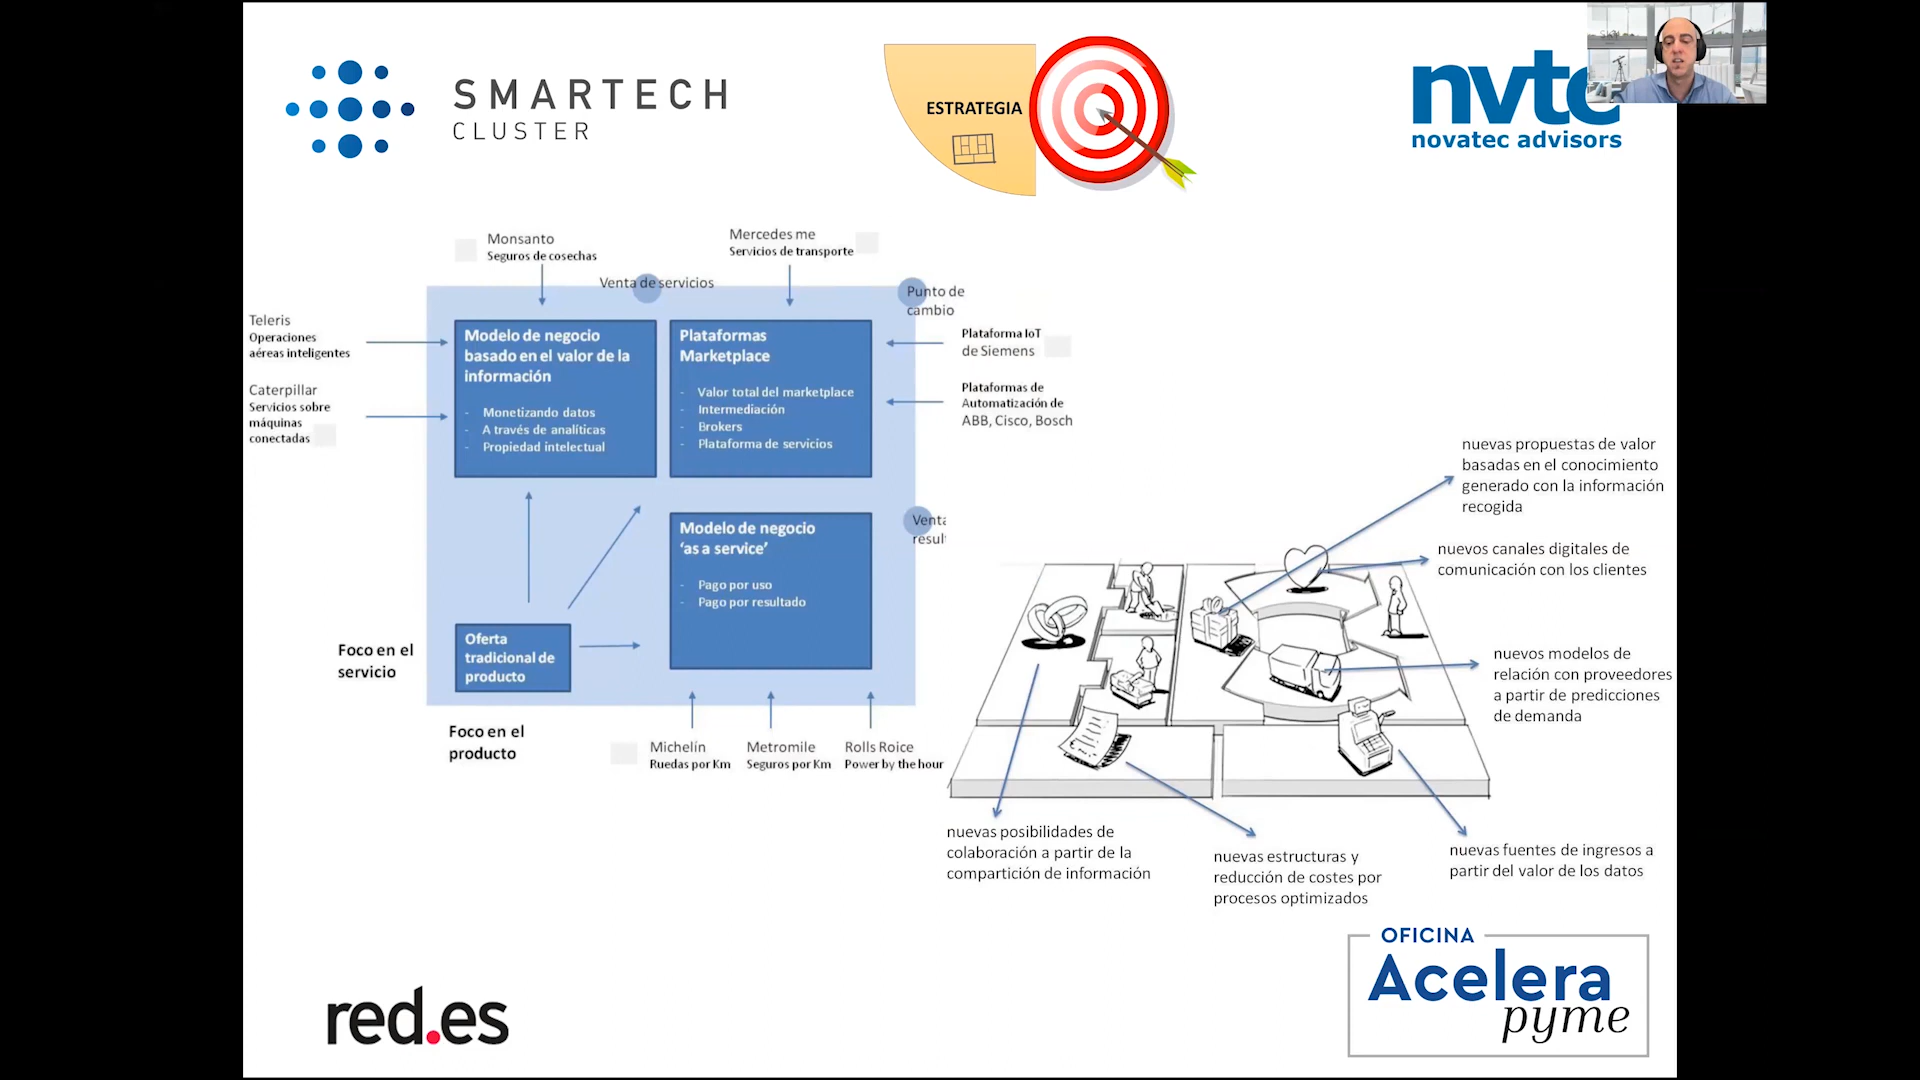 SMARTECH
CLUSTER
ESTRATEGIA
nvtc
novatec advisors
Monsanto
Seguros de cosechas
Mercedes me
Servicios de transporte
Venta de servicios
Punto de
cambio
Teleris
Operaciones
aéreas inteligentes
Caterpillar
Servicios sobre
máquinas
conectadas
Modelo de negocio
basado en el valor de la
información
- Monetizando datos
- A través de analíticas
- Propiedad intelectual
Plataformas
Marketplace
- Valor total del marketplace
- Intermediación
- Brokers
- Plataforma de servicios
Plataforma IoT
de Siemens
Plataformas de
Automatización de
ABB, Cisco, Bosch
Modelo de negocio
‘as a service’
- Pago por uso
- Pago por resultado
Venta
resul
Oferta
tradicional de
producto
Foco en el
servicio
Foco en el
producto
Michelín
Ruedas por Km
Metromile
Seguros por Km
Rolls Roice
Power by the hour
nuevas propuestas de valor
basadas en el conocimiento
generado con la información
recogida
nuevos canales digitales de
comunicación con los clientes
nuevos modelos de
relación con proveedores
a partir de predicciones
de demanda
nuevas posibilidades de
colaboración a partir de la
compartición de información
nuevas estructuras y
reducción de costes por
procesos optimizados
nuevas fuentes de ingresos a
partir del valor de los datos
red.es
OFICINA
Acelera
pyme